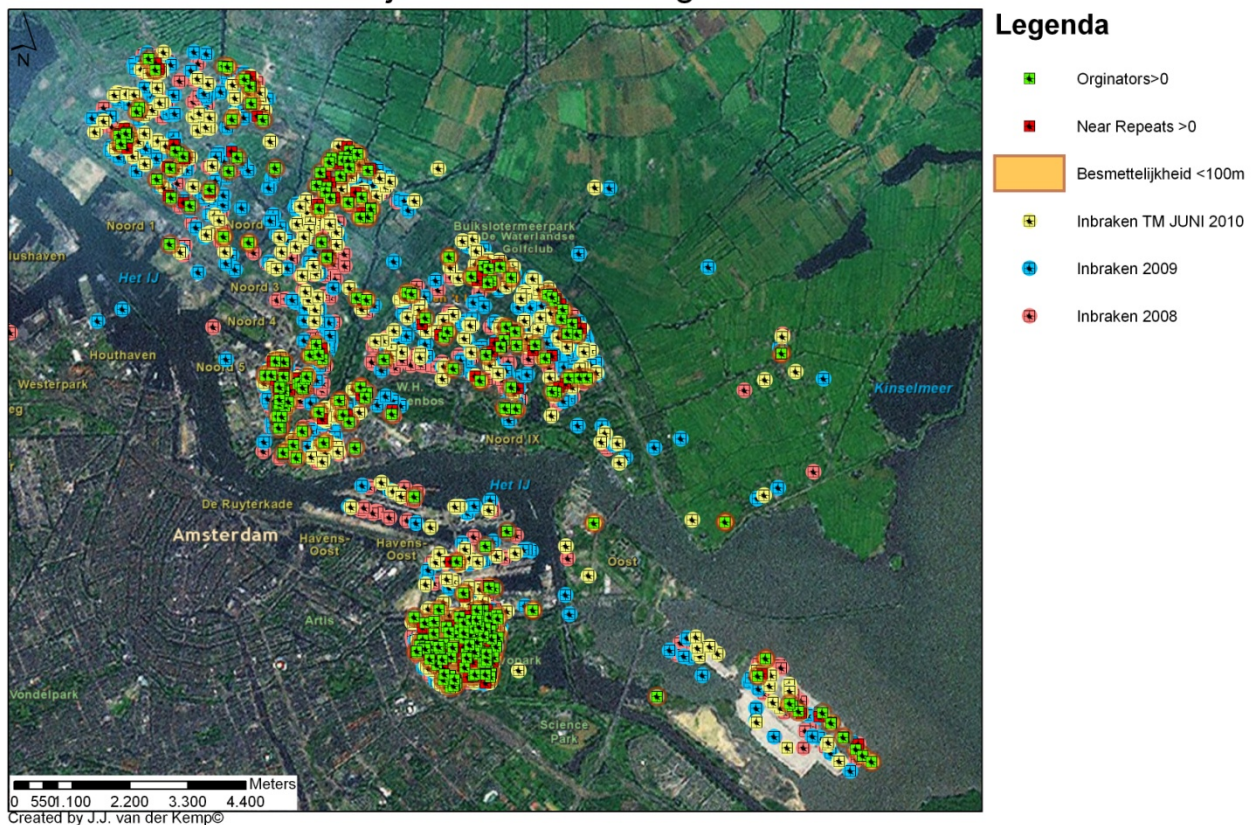 Legenda
Orginators>0
Near Repeats >0
Besmettelijkheid <100m
Inbraken TM JUNI 2010
Inbraken 2009
Inbraken 2008
N
Noord 1
Noord
Het IJ
Noord 3
Noord 4
Noord 5
Houthaven
Westerpark
Buikslotermeerpark
De Waterlandse
Golfclub
W.H.
Noord IX
Kinselmeer
Het IJ
De Ruyterkade
Amsterdam
Havens-
Oost
Havens-
Oost
Oost
Artis
Vondelpark
Science
Park
Meters
0 550 1.100 2.200 3.300 4.400
Created by J.J. van der Kemp©